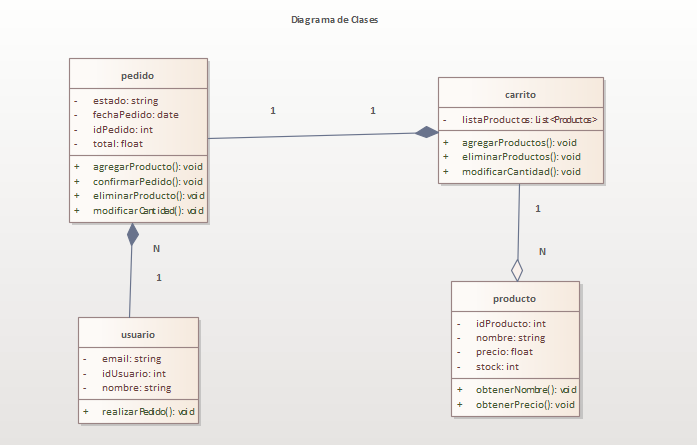 Diagrama de Clases
pedido
- estado: string
- fechaPedido: date
- idPedido: int
- total: float
+ agregarProducto(): void
+ confirmarPedido(): void
+ eliminarProducto(): void
+ modificarCantidad(): void
1 1
carrito
- listaProductos: List<Productos>
+ agregarProductos(): void
+ eliminarProductos(): void
+ modificarCantidad(): void
N
1
1
N
usuario
- email: string
- idUsuario: int
- nombre: string
+ realizarPedido(): void
producto
- idProducto: int
- nombre: string
- precio: float
- stock: int
+ obtenerNombre(): void
+ obtenerPrecio(): void